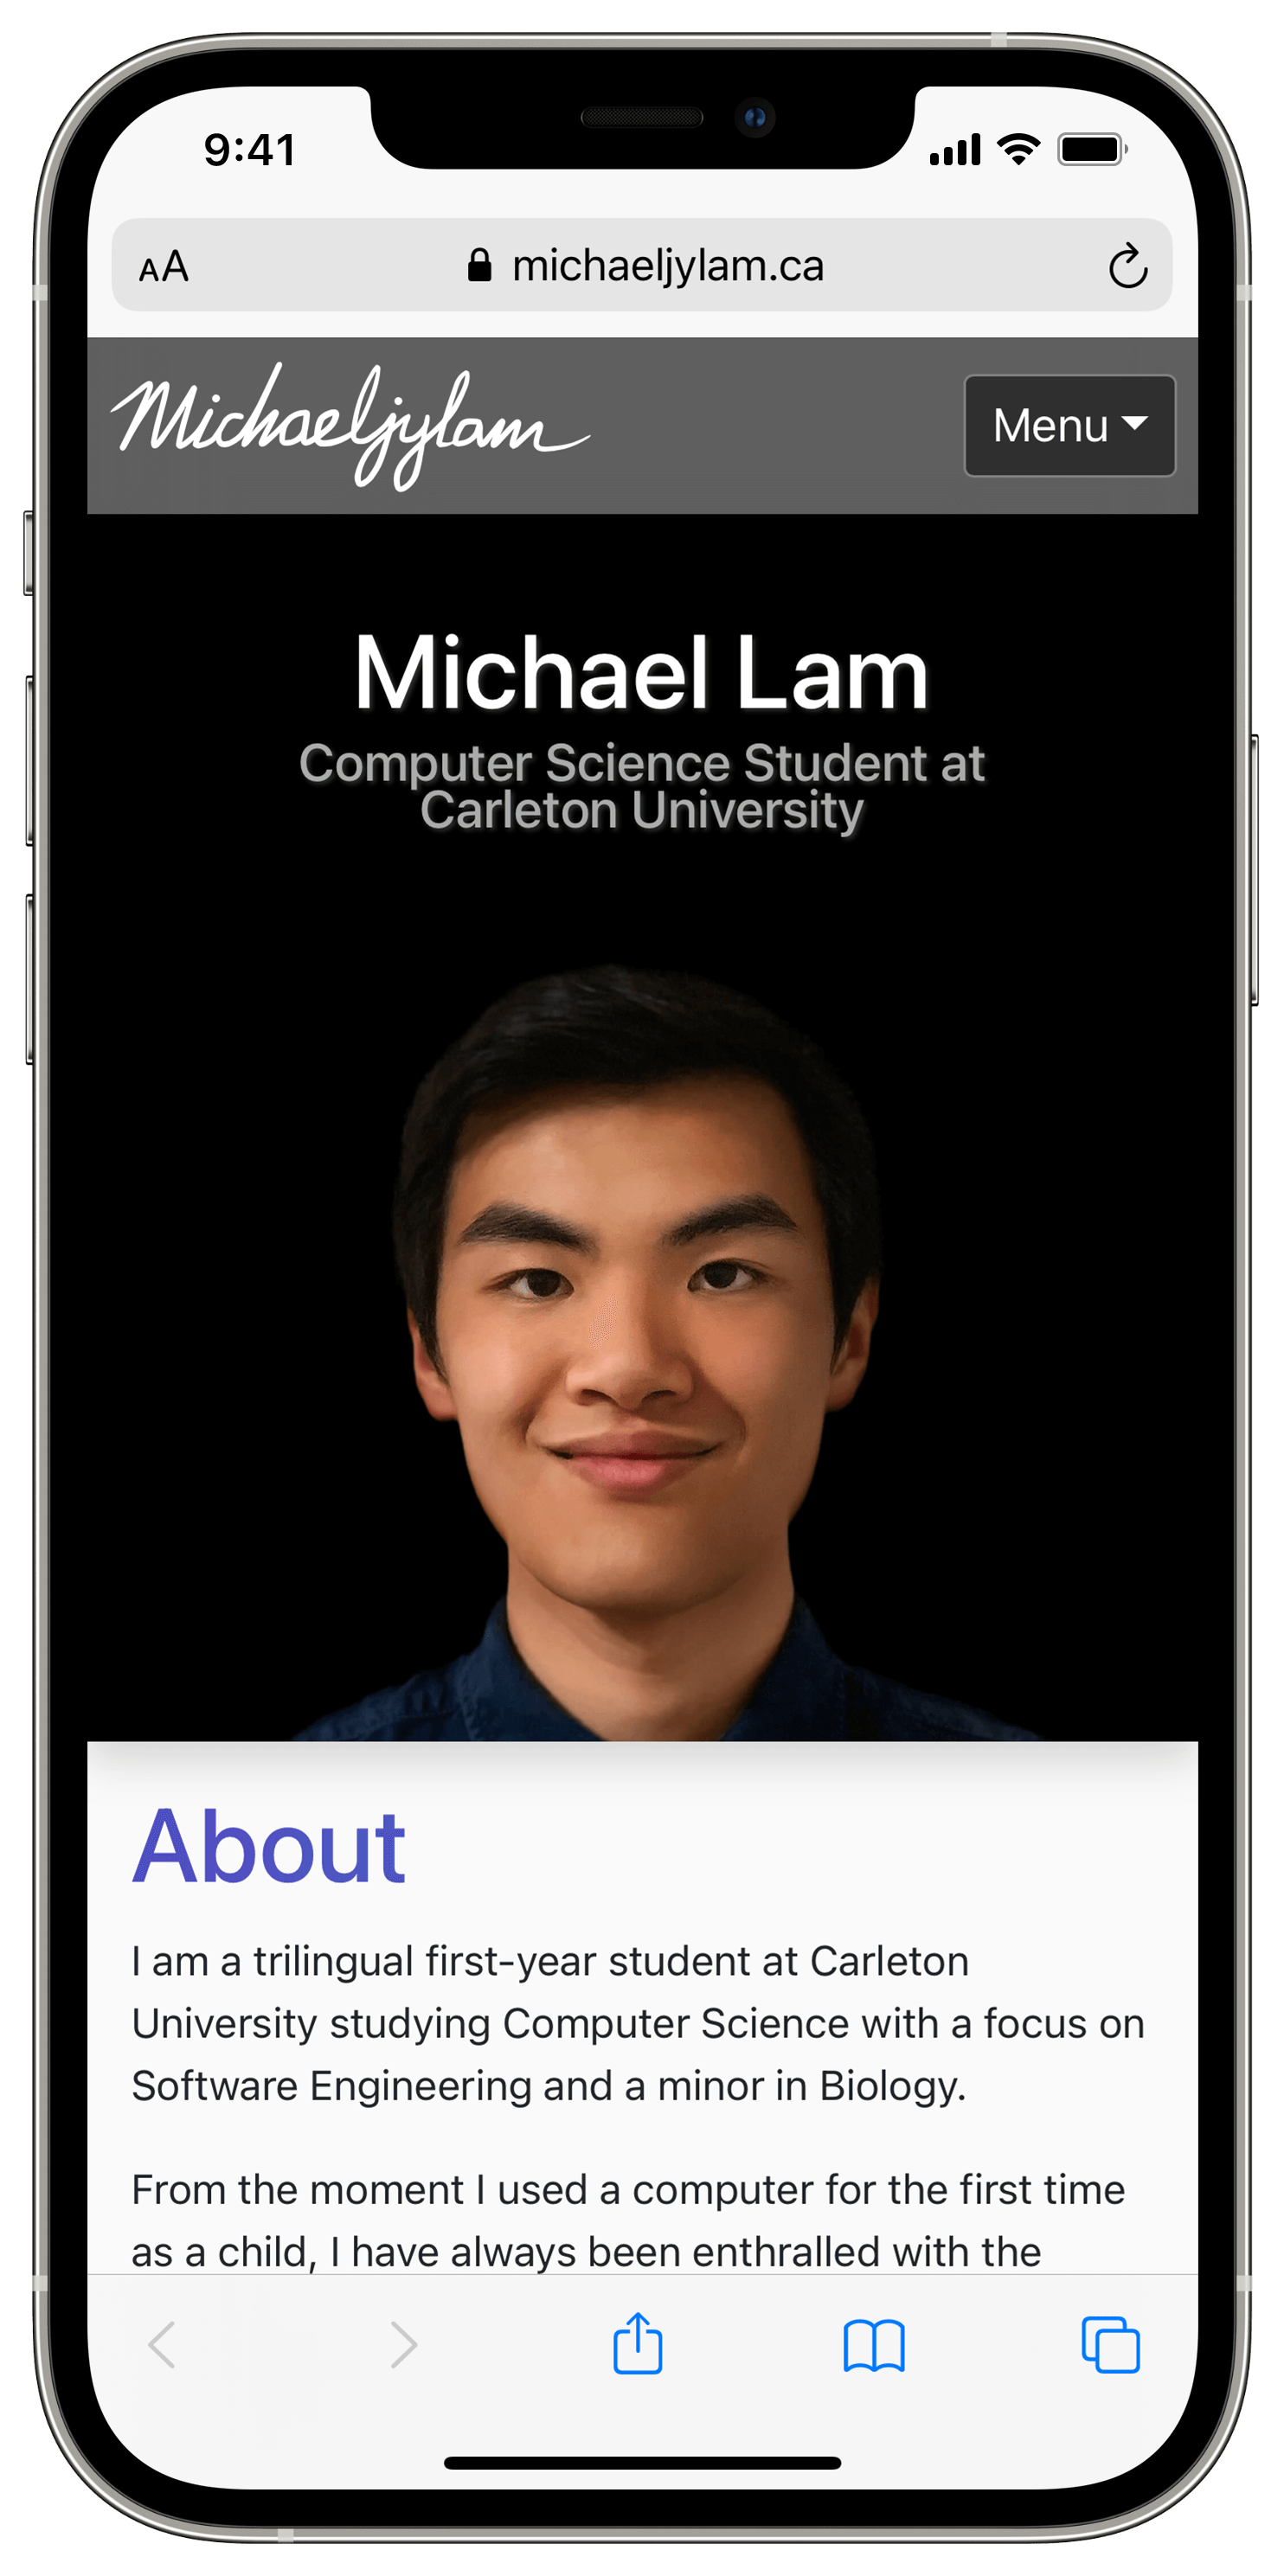 9:41
AA michaeljylam.ca
Michaeljylam
Menu
Michael Lam
Computer Science Student at
Carleton University
About
I am a trilingual first-year student at Carleton
University studying Computer Science with a focus on
Software Engineering and a minor in Biology.
From the moment I used a computer for the first time
as a child, I have always been enthralled with the